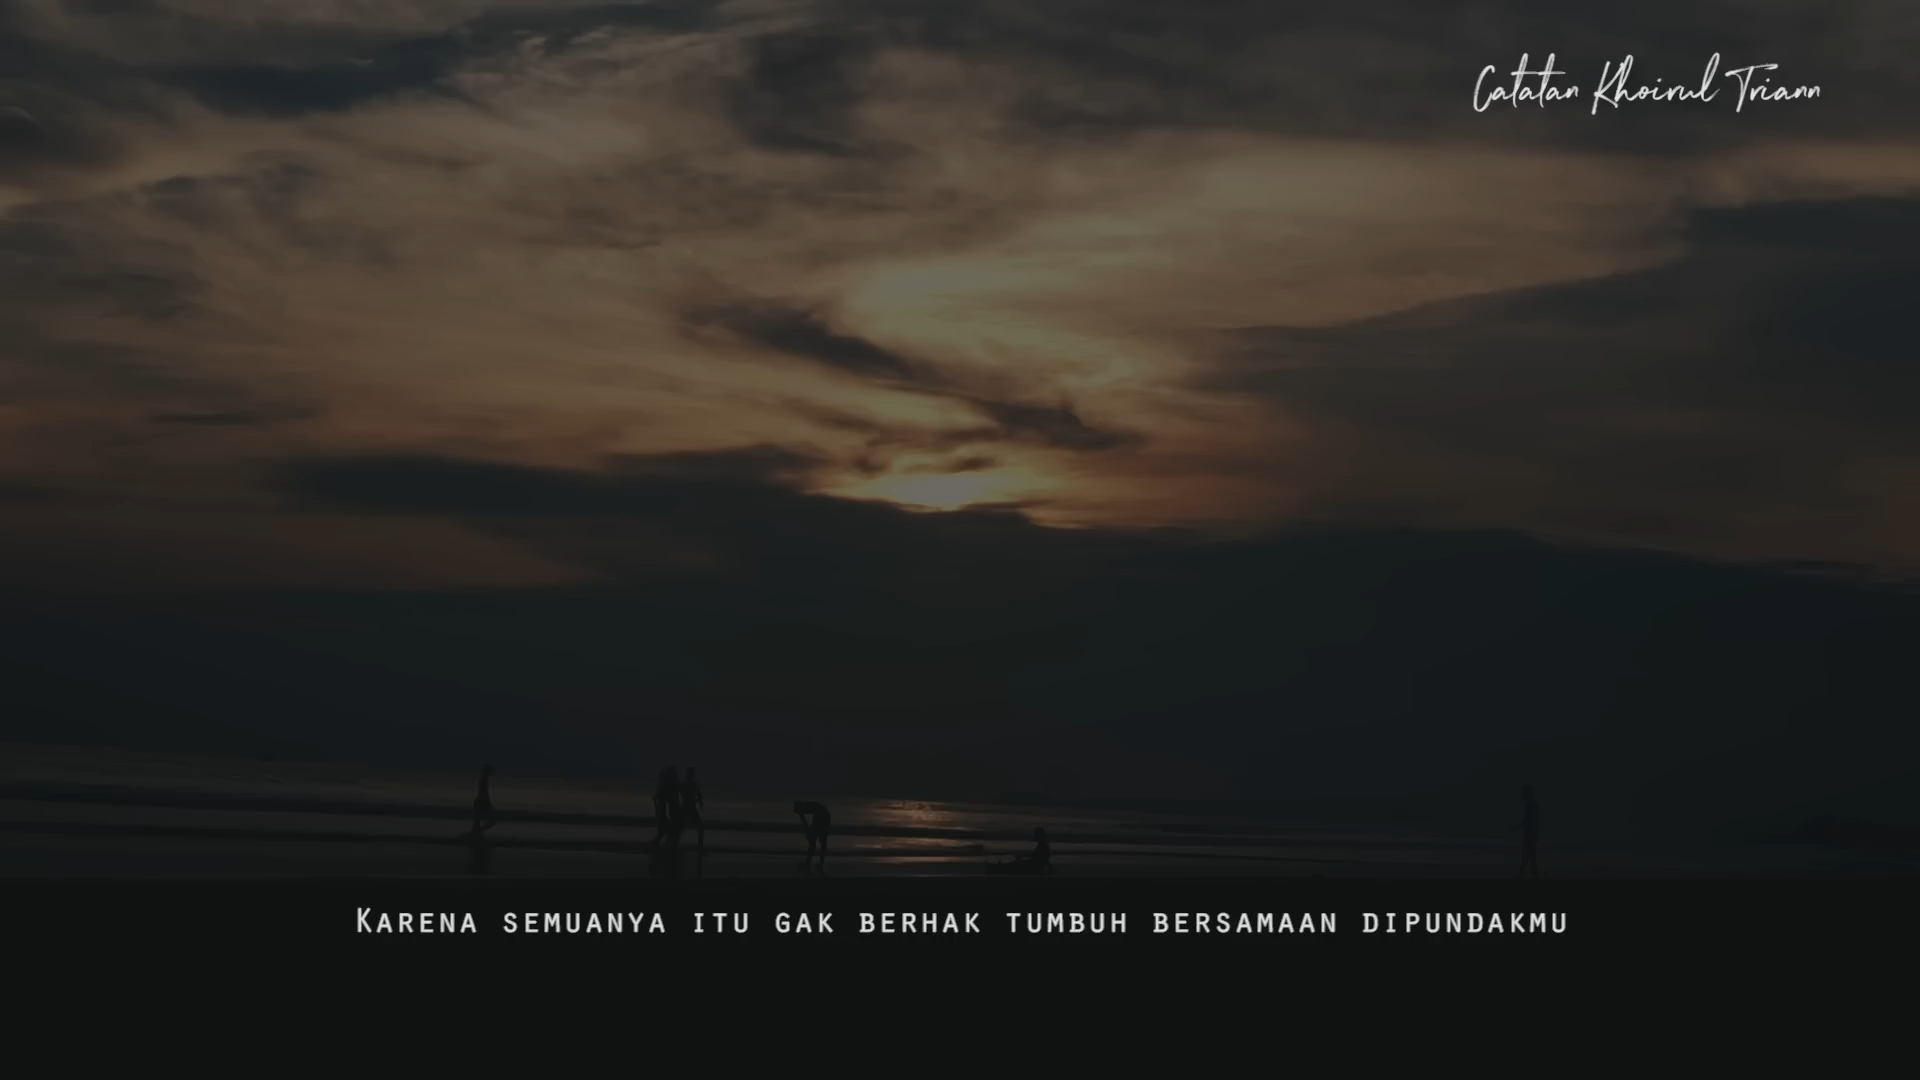 Catatan Khoirul Triann
Karena semuanya itu gak berhak tumbuh bersamaan dipundakmu